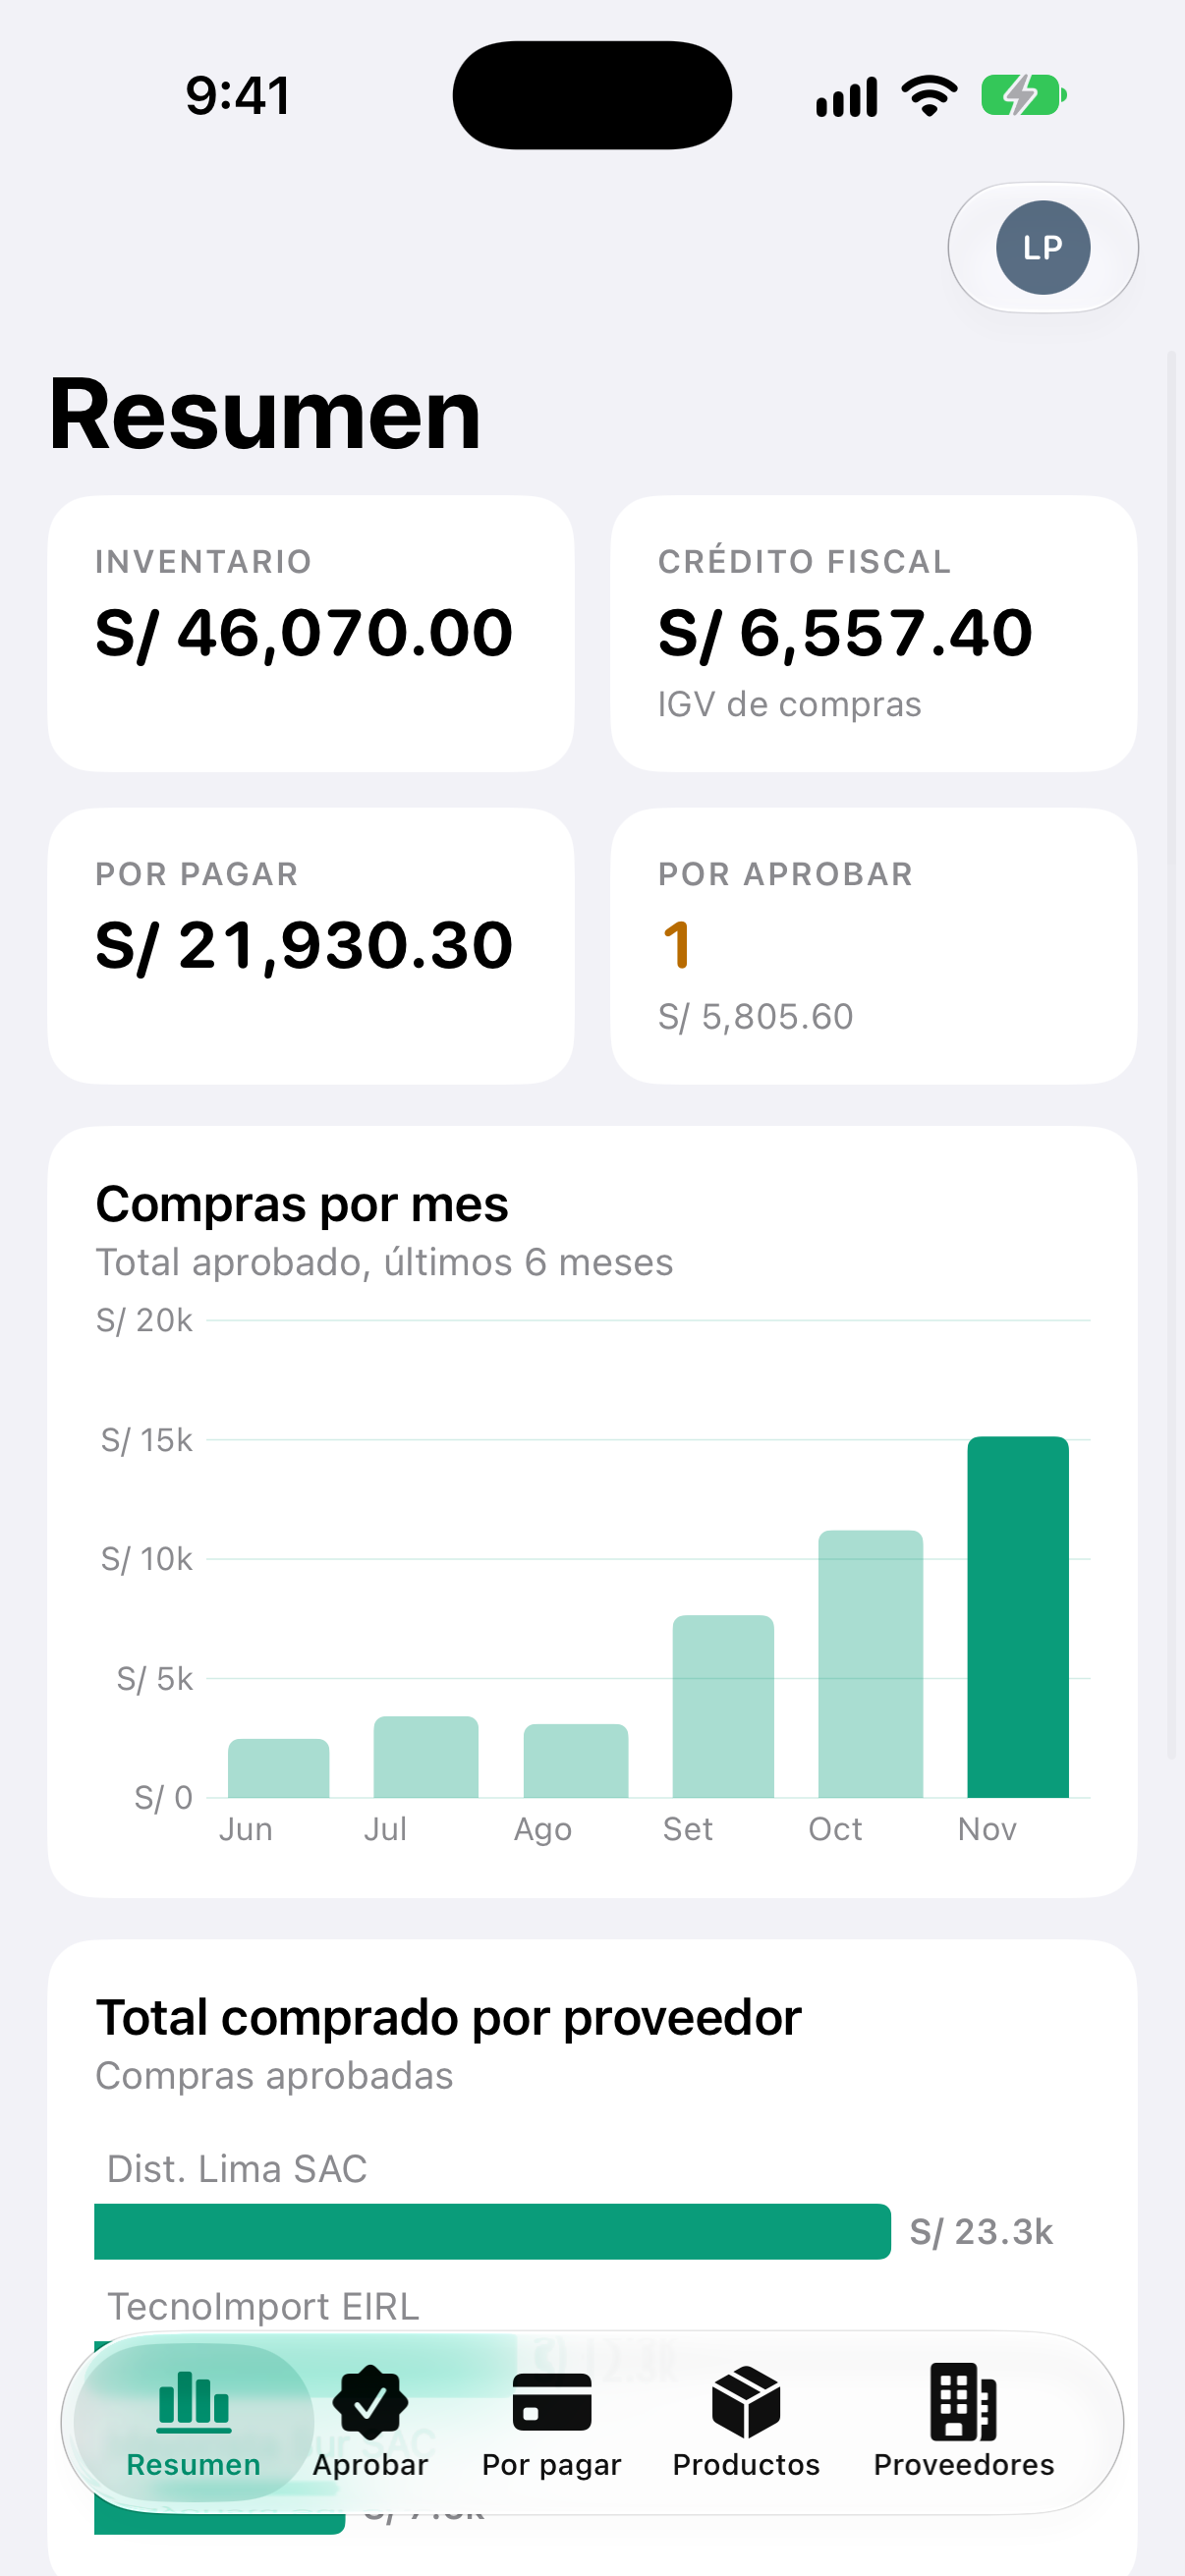 9:41
LP
Resumen
INVENTARIO
S/ 46,070.00
CRÉDITO FISCAL
S/ 6,557.40
IGV de compras
POR PAGAR
S/ 21,930.30
POR APROBAR
1
S/ 5,805.60
Compras por mes
Total aprobado, últimos 6 meses
S/ 20k
S/ 15k
S/ 10k
S/ 5k
S/ 0
Jun Jul Ago Set Oct Nov
Total comprado por proveedor
Compras aprobadas
Dist. Lima SAC
S/ 23.3k
TecnoImport EIRL
Resumen Aprobar Por pagar Productos Proveedores